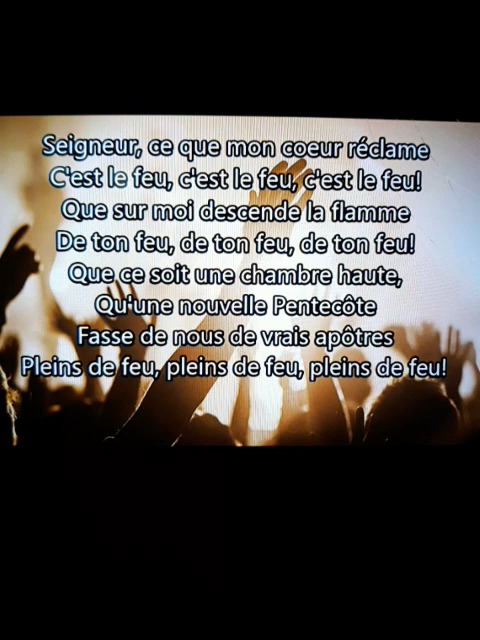 Seigneur, ce que mon coeur réclame
C'est le feu, c'est le feu, c'est le feu!
Que sur moi descende la flamme
De ton feu, de ton feu, de ton feu!
Que ce soit une chambre haute,
Qu'une nouvelle Pentecôte
Fasse de nous de vrais apôtres
Pleins de feu, pleins de feu, pleins de feu!